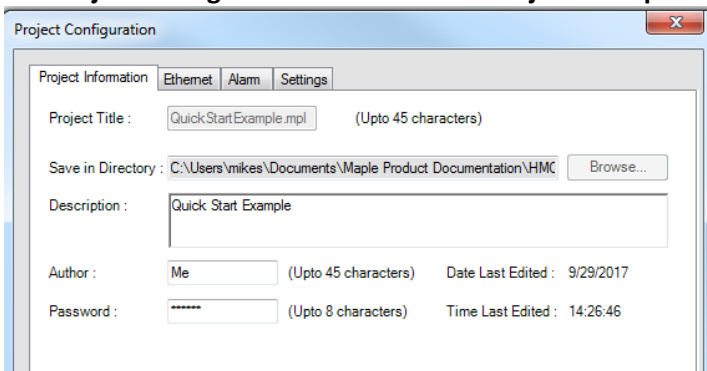 Project Configuration
Project Information Ethernet Alarm Settings
Project Title : QuickStartExample.mpl (Upto 45 characters)
Save in Directory : C:\Users\mikes\Documents\Maple Product Documentation\HMC Browse...
Description : Quick Start Example
Author : Me (Upto 45 characters) Date Last Edited : 9/29/2017
Password : ****** (Upto 8 characters) Time Last Edited : 14:26:46